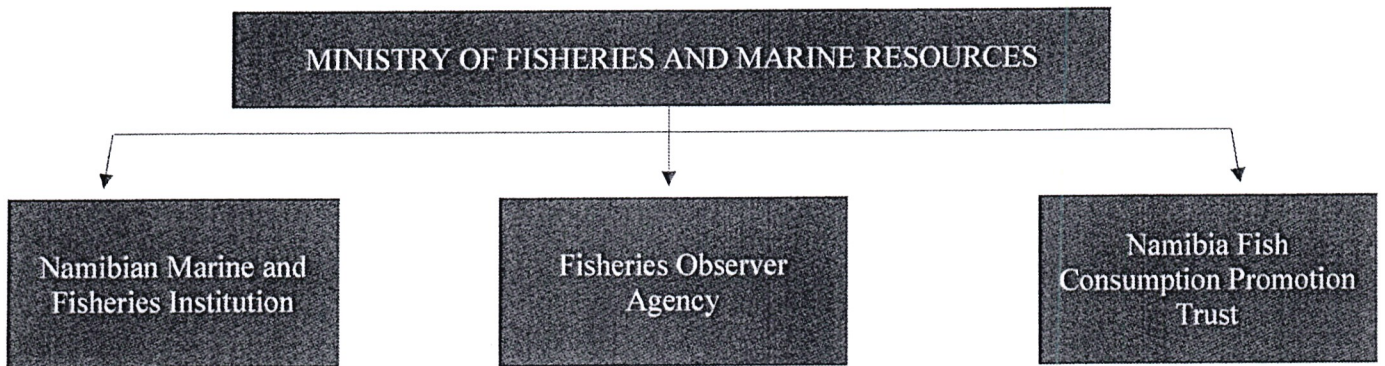 MINISTRY OF FISHERIES AND MARINE RESOURCES
Namibian Marine and
Fisheries Institution
Fisheries Observer
Agency
Namibia Fish
Consumption Promotion
Trust